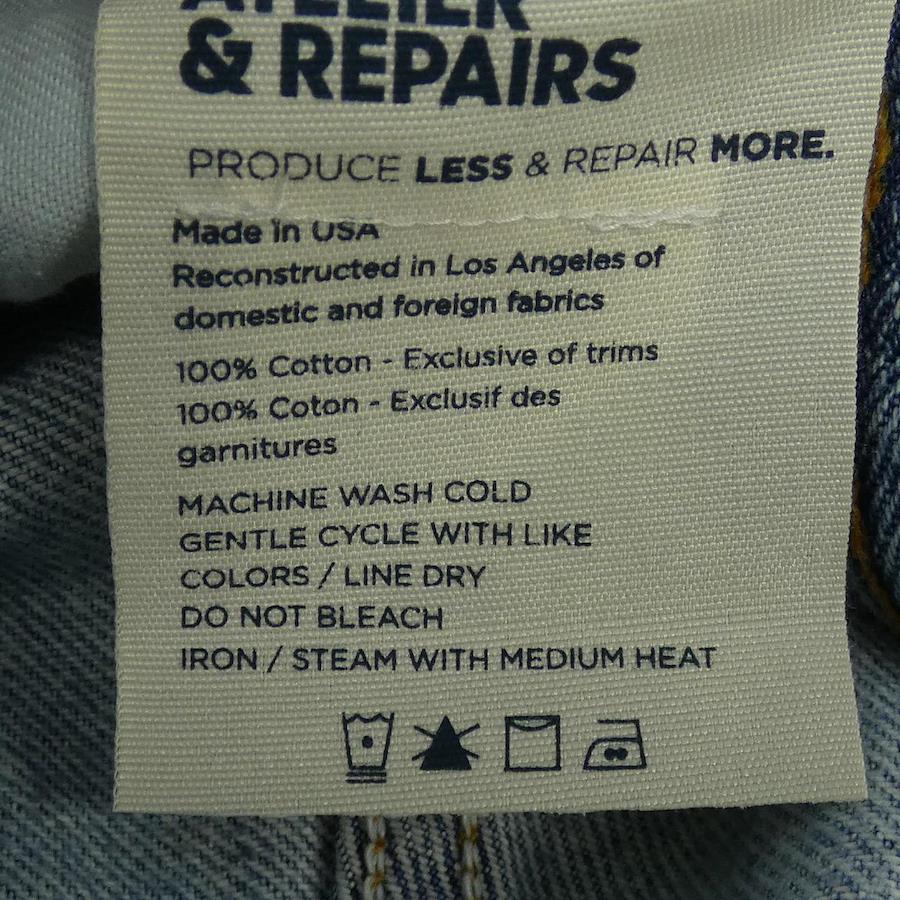 ATELIER
& REPAIRS
PRODUCE LESS & REPAIR MORE.
Made in USA
Reconstructed in Los Angeles of
domestic and foreign fabrics
100% Cotton - Exclusive of trims
100% Coton - Exclusif des
garnitures
MACHINE WASH COLD
GENTLE CYCLE WITH LIKE
COLORS / LINE DRY
DO NOT BLEACH
IRON / STEAM WITH MEDIUM HEAT